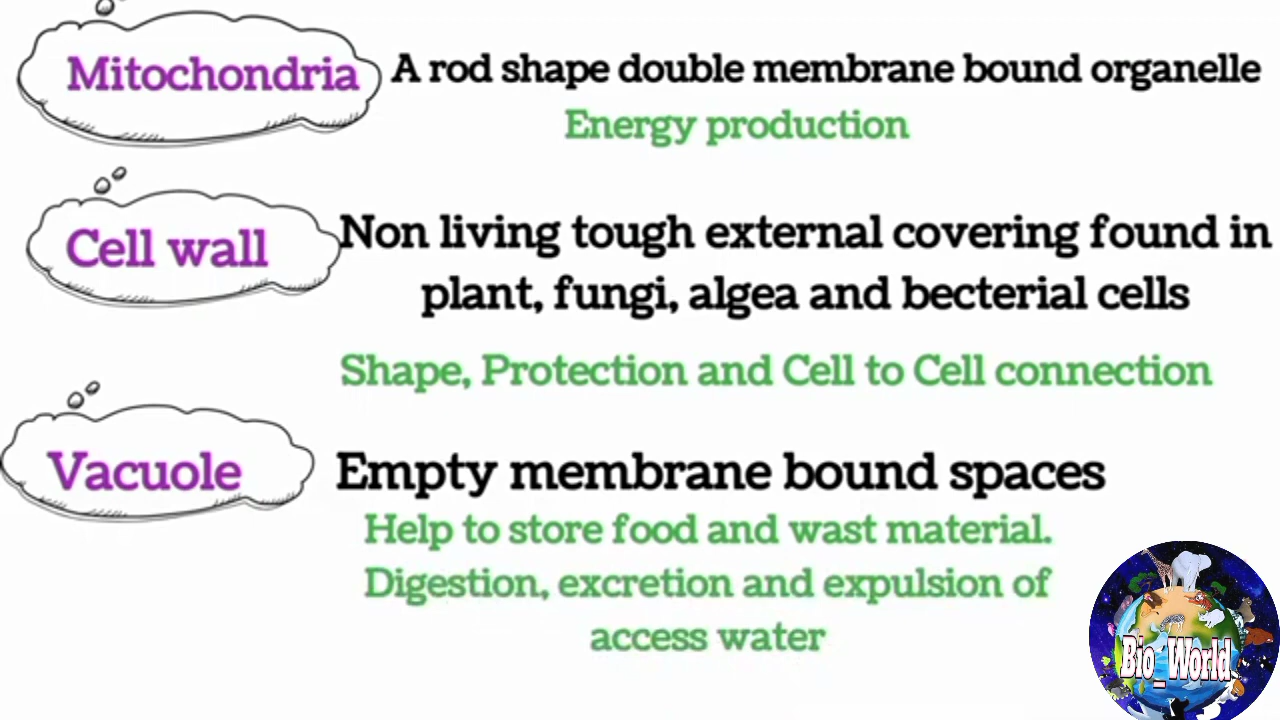 Mitochondria
A rod shape double membrane bound organelle
Energy production
Cell wall
Non living tough external covering found in
plant, fungi, algea and becterial cells
Shape, Protection and Cell to Cell connection
Vacuole
Empty membrane bound spaces
Help to store food and wast material.
Digestion, excretion and expulsion of
access water
Bio_World